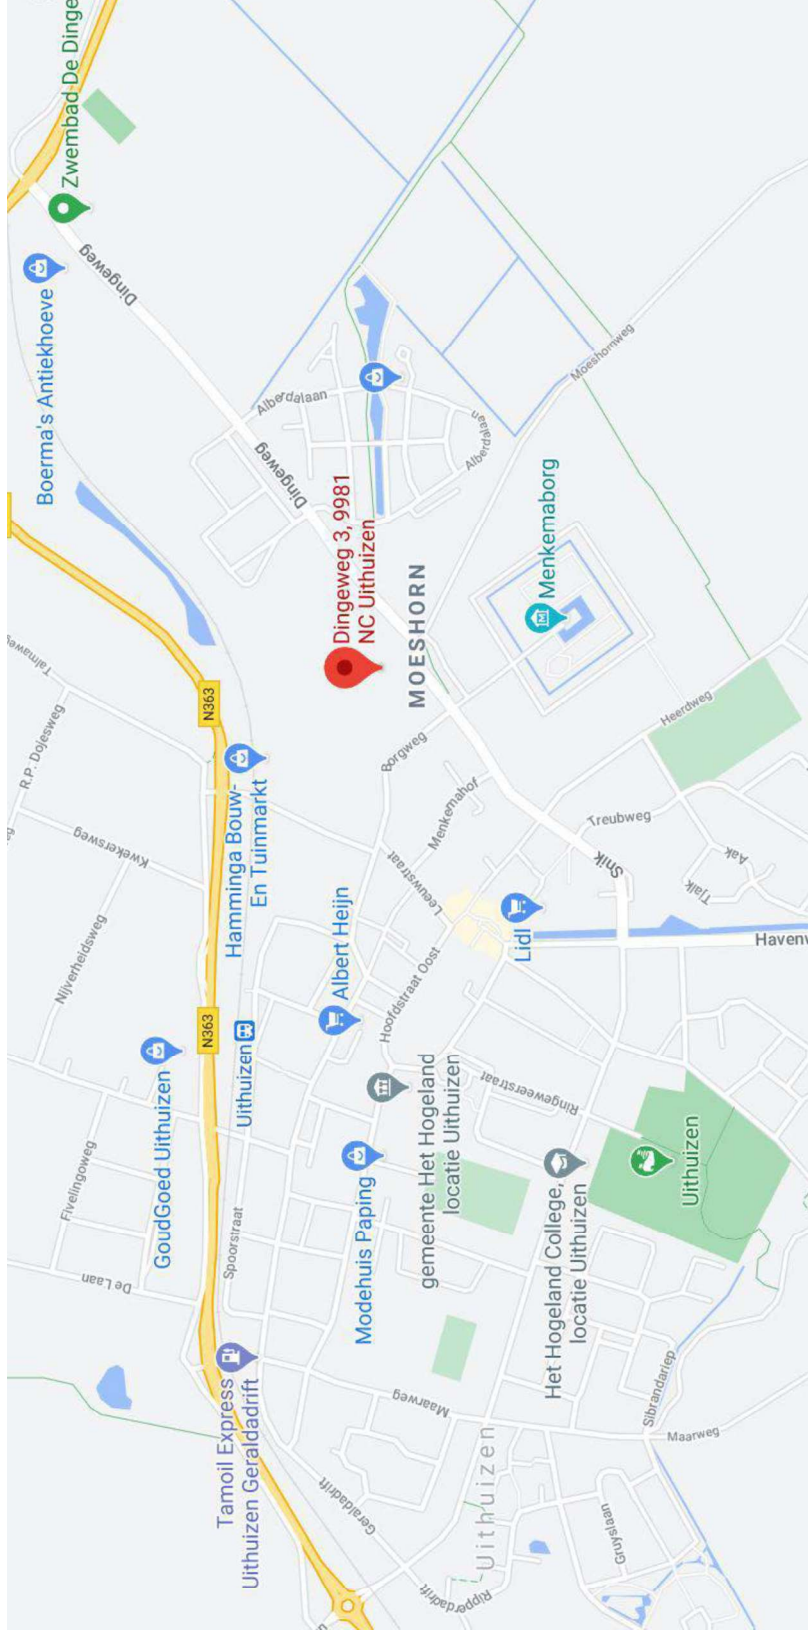 Zwembad De Dinge
Boerma's Antiekhoeve
Dingeweg
Alberdalaan
Dingeweg
Alberdalaan
Moeshornweg
Dingeweg 3, 9981
NC Uithuizen
MOESHORN
Menkemaborg
Talmaweg
R.P. Dojesweg
N363
Kwekersweg
Hamminga Bouw-
En Tuinmarkt
Borgweg
Menkemahof
Heerdweg
Treubweg
Snik
Aak
Tjalk
Leeuwstraat
Nijverheidsweg
Albert Heijn
Lidl
Hoofdstraat Oost
Havenw
N363
Uithuizen
GoudGoed Uithuizen
Ringeweerstraat
gemeente Het Hogeland
locatie Uithuizen
Fivelingoweg
Modehuis Paping
Uithuizen
Het Hogeland College,
locatie Uithuizen
Spoorstraat
De Laan
Tamoil Express
Uithuizen Geraldadrift
Maarweg
Sibrandariep
Maarweg
Uithuizen
Geraldadrift
Gruyslaan
Ripperdadrift